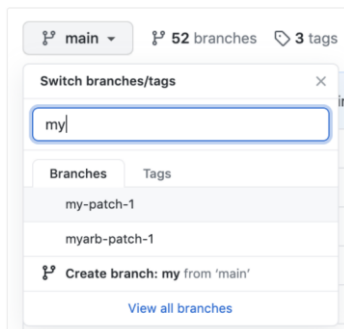 main 52 branches 3 tags
Switch branches/tags
my
Branches Tags
my-patch-1
myarb-patch-1
Create branch: my from ‘main’
View all branches